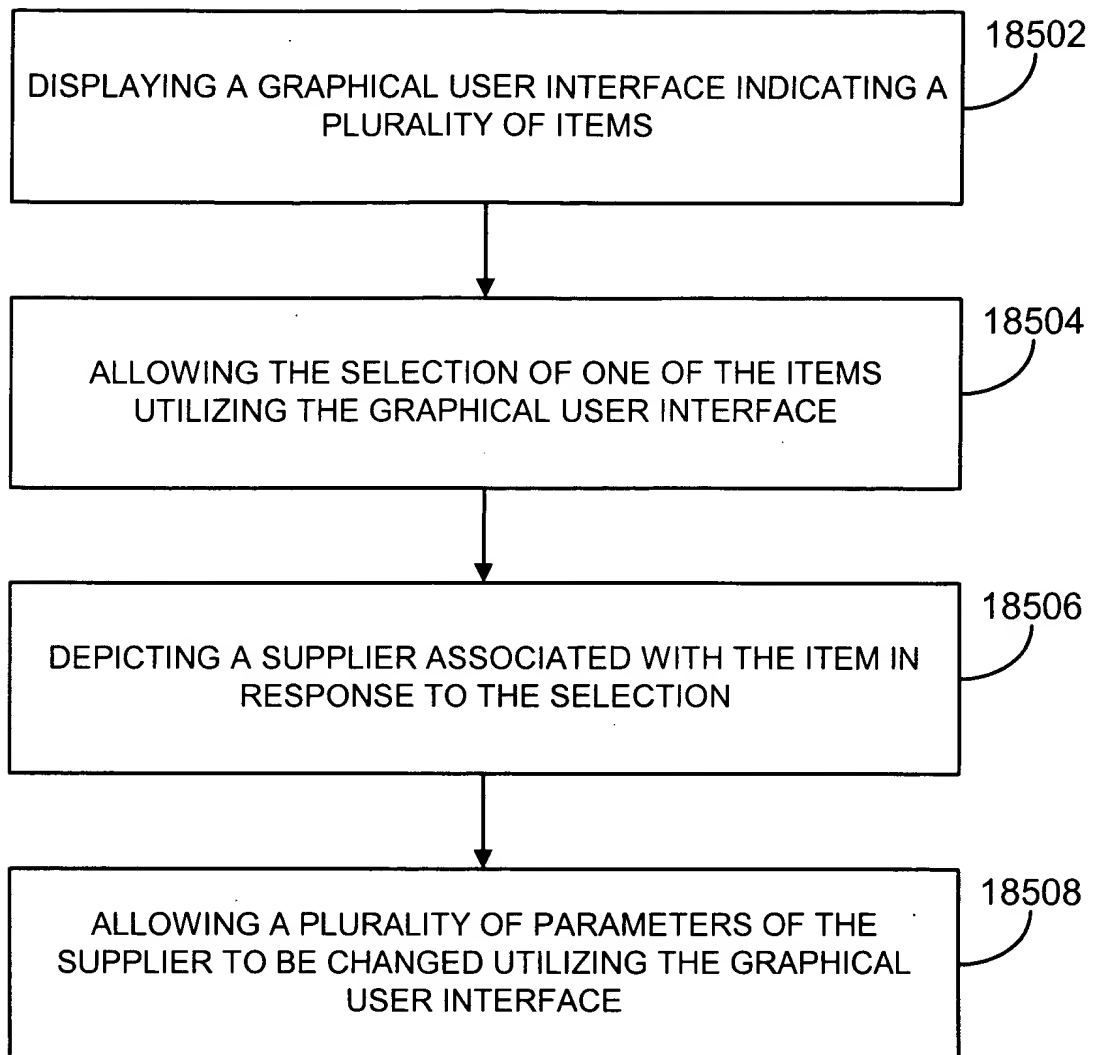 18502
DISPLAYING A GRAPHICAL USER INTERFACE INDICATING A
PLURALITY OF ITEMS
18504
ALLOWING THE SELECTION OF ONE OF THE ITEMS
UTILIZING THE GRAPHICAL USER INTERFACE
18506
DEPICTING A SUPPLIER ASSOCIATED WITH THE ITEM IN
RESPONSE TO THE SELECTION
18508
ALLOWING A PLURALITY OF PARAMETERS OF THE
SUPPLIER TO BE CHANGED UTILIZING THE GRAPHICAL
USER INTERFACE